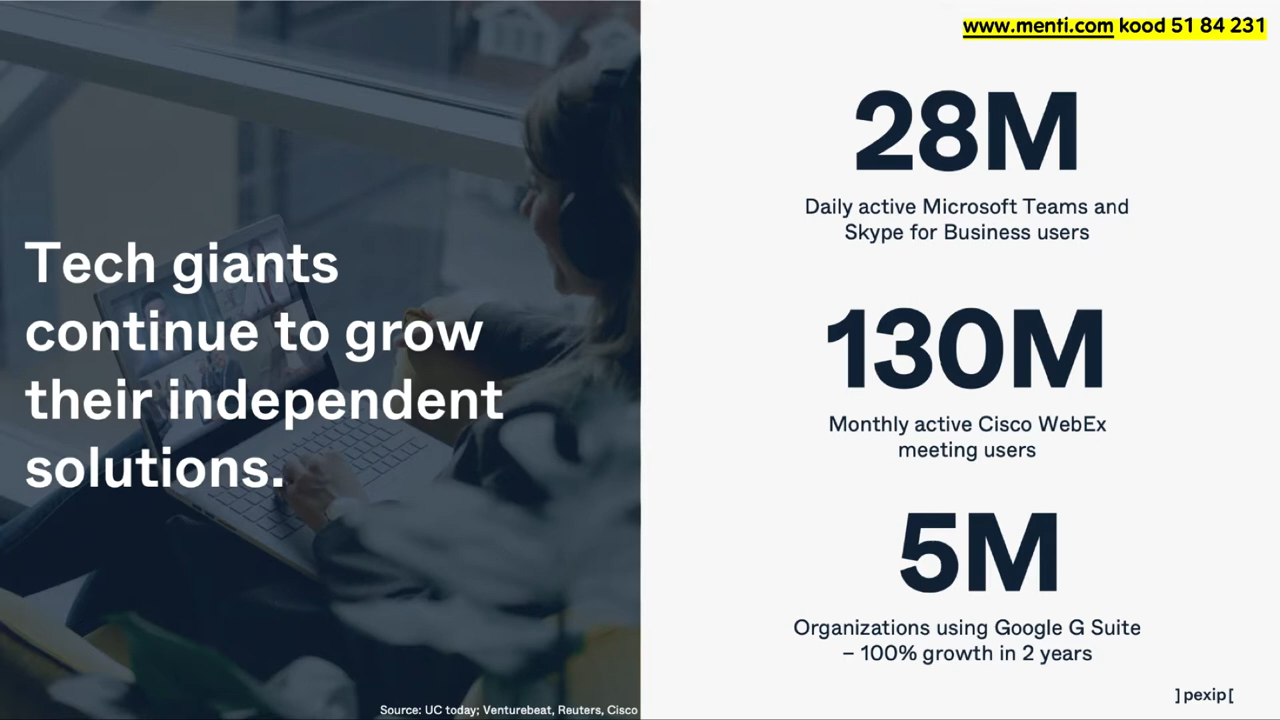 www.menti.com kood 51 84 231
Tech giants
continue to grow
their independent
solutions.
28M
Daily active Microsoft Teams and
Skype for Business users
130M
Monthly active Cisco WebEx
meeting users
5M
Organizations using Google G Suite
– 100% growth in 2 years
Source: UC today; Venturebeat, Reuters, Cisco
]pexip[